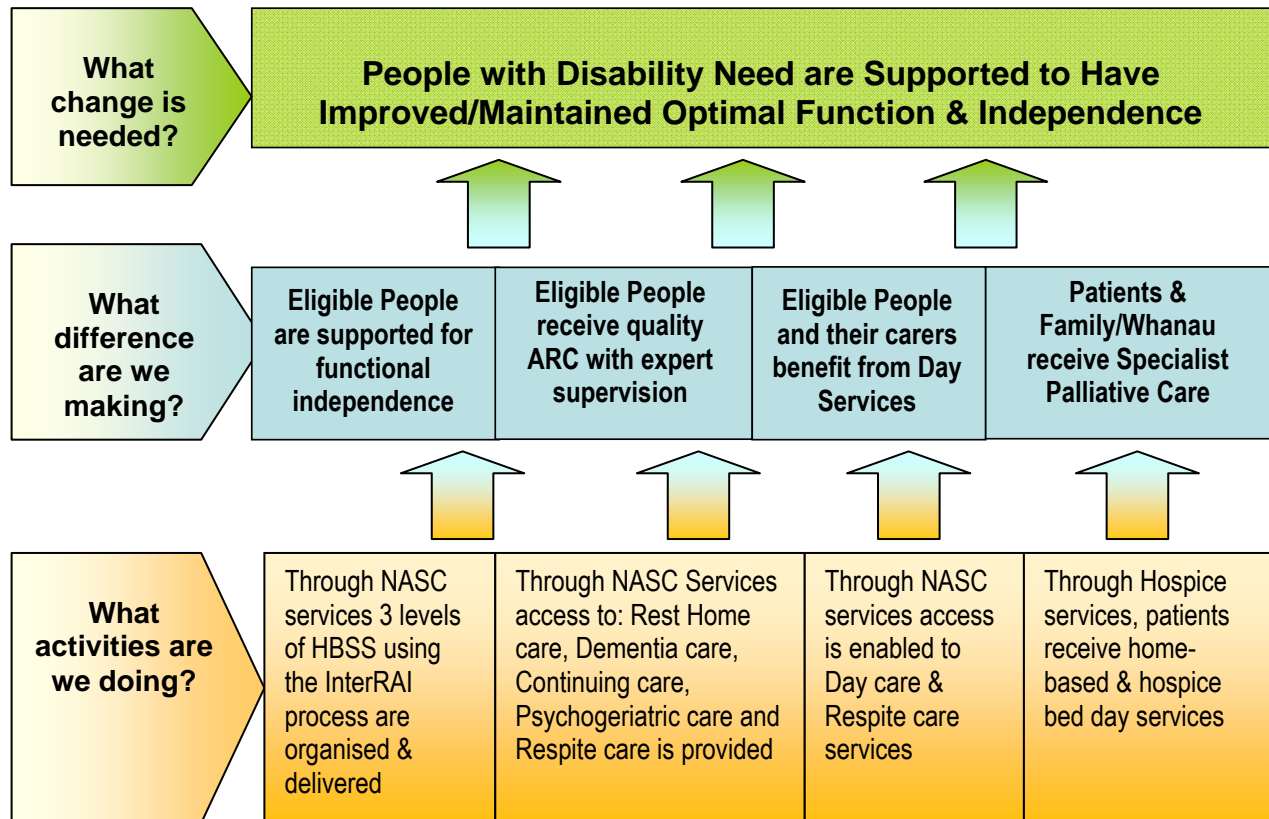 What
change is
needed?
People with Disability Need are Supported to Have
Improved/Maintained Optimal Function & Independence
What
difference
are we
making?
Eligible People
are supported for
functional
independence
Eligible People
receive quality
ARC with expert
supervision
Eligible People
and their carers
benefit from Day
Services
Patients &
Family/Whanau
receive Specialist
Palliative Care
What
activities are
we doing?
Through NASC
services 3 levels
of HBSS using
the InterRAI
process are
organised &
delivered
Through NASC Services
access to: Rest Home
care, Dementia care,
Continuing care,
Psychogeriatric care and
Respite care is provided
Through NASC
services access
is enabled to
Day care &
Respite care
services
Through Hospice
services, patients
receive home-
based & hospice
bed day services